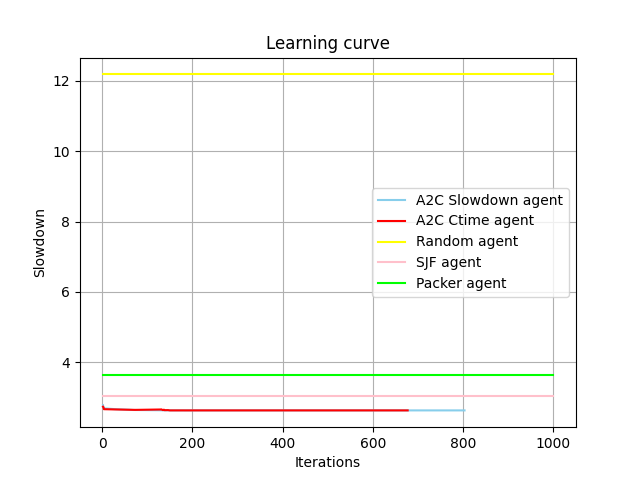 Learning curve
12
10
8
6
4
Slowdown
A2C Slowdown agent
A2C Ctime agent
Random agent
SJF agent
Packer agent
0 200 400 600 800 1000
Iterations